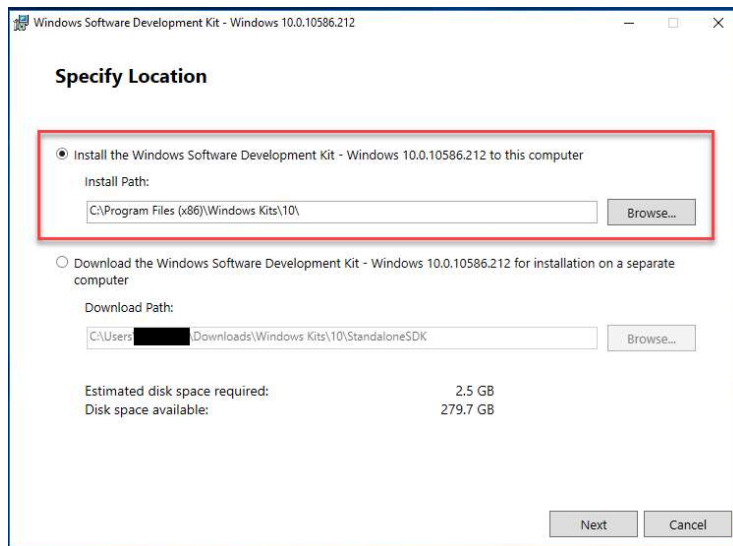 Windows Software Development Kit - Windows 10.0.10586.212
Specify Location
Install the Windows Software Development Kit - Windows 10.0.10586.212 to this computer
Install Path:
C:\Program Files (x86)\Windows Kits\10\
Browse...
Download the Windows Software Development Kit - Windows 10.0.10586.212 for installation on a separate
computer
Download Path:
C:\Users\ \Downloads\Windows Kits\10\StandaloneSDK
Browse...
Estimated disk space required: 2.5 GB
Disk space available: 279.7 GB
Next Cancel